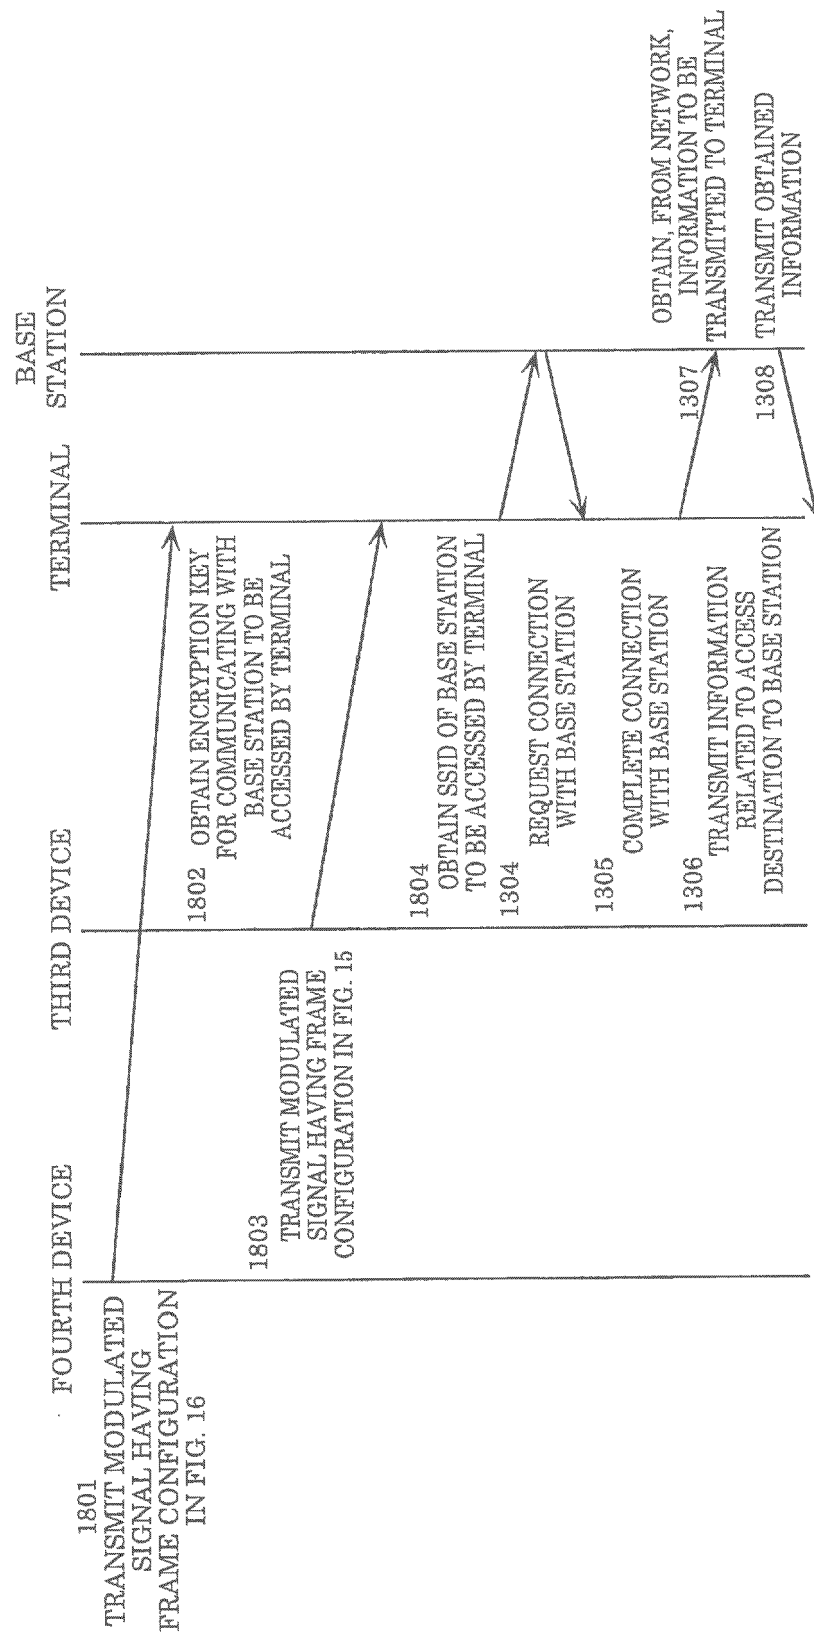 FOURTH DEVICE
THIRD DEVICE
TERMINAL
BASE
STATION
1801
TRANSMIT MODULATED
SIGNAL HAVING
FRAME CONFIGURATION
IN FIG. 16
1802 OBTAIN ENCRYPTION KEY
FOR COMMUNICATING WITH
BASE STATION TO BE
ACCESSED BY TERMINAL
1803
TRANSMIT MODULATED
SIGNAL HAVING FRAME
CONFIGURATION IN FIG. 15
1804
OBTAIN SSID OF BASE STATION
TO BE ACCESSED BY TERMINAL
1304
REQUEST CONNECTION
WITH BASE STATION
1305
COMPLETE CONNECTION
WITH BASE STATION
1306
TRANSMIT INFORMATION
RELATED TO ACCESS
DESTINATION TO BASE STATION
1307
OBTAIN, FROM NETWORK,
INFORMATION TO BE
TRANSMITTED TO TERMINAL
1308 TRANSMIT OBTAINED
INFORMATION